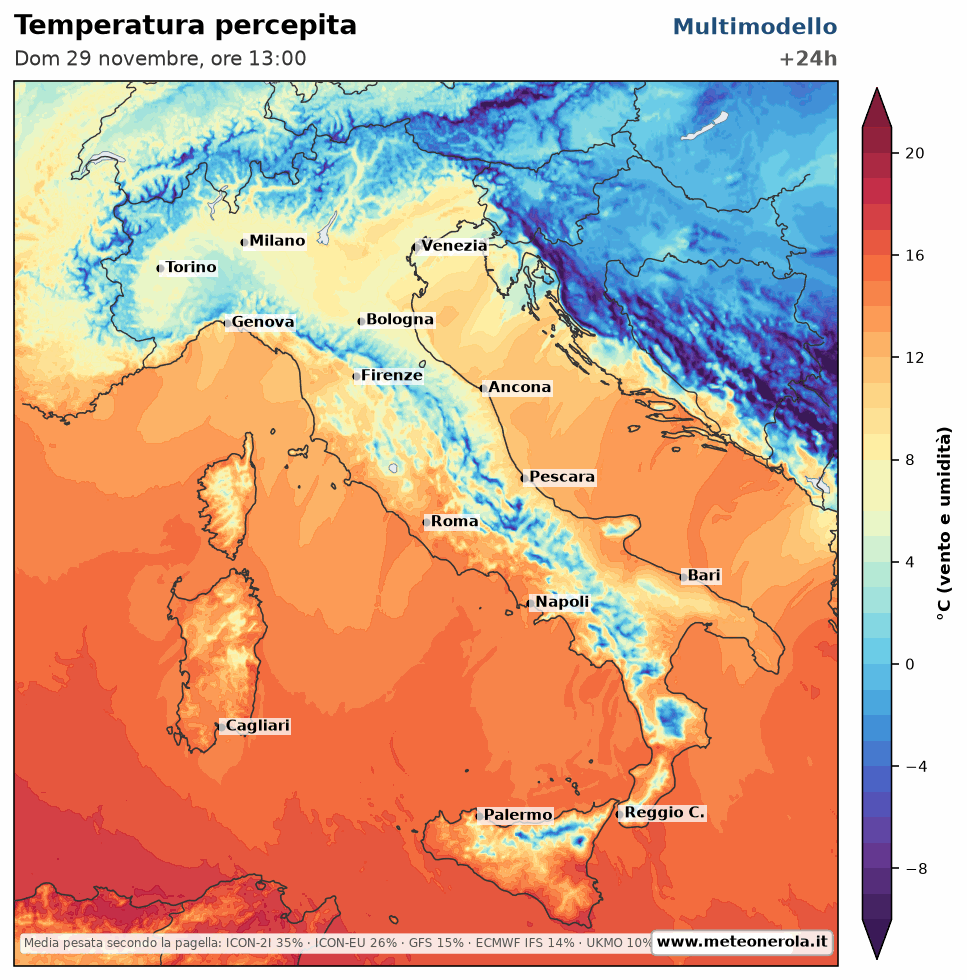 Temperatura percepita
Multimodello
Dom 29 novembre, ore 13:00
+24h
Milano
Venezia
Torino
Genova
Bologna
Firenze
Ancona
Pescara
Roma
Bari
Napoli
Cagliari
Palermo
Reggio C.
20
16
12
8
4
0
−4
−8
°C (vento e umidità)
Media pesata secondo la pagella: ICON-2I 35% · ICON-EU 26% · GFS 15% · ECMWF IFS 14% · UKMO 10%
www.meteonerola.it